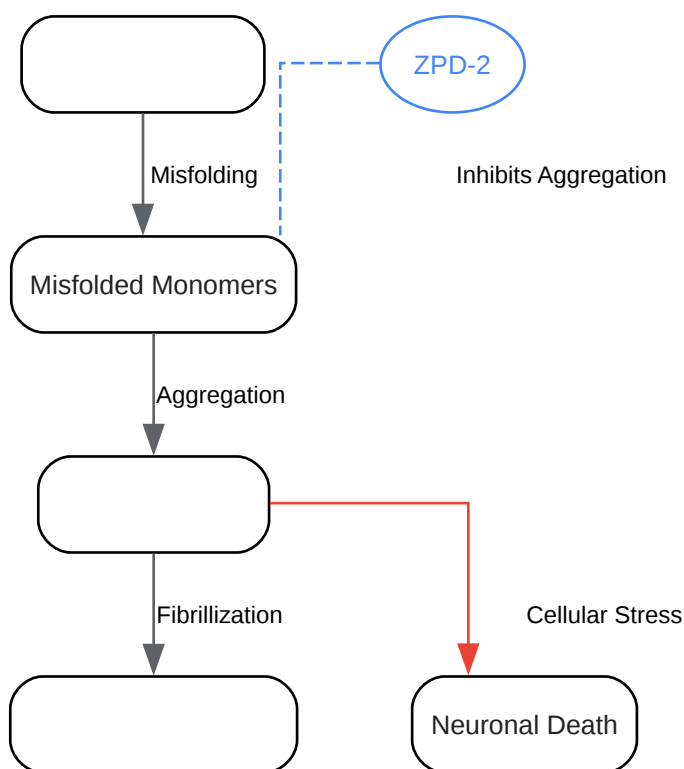 ZPD-2
Misfolding
Inhibits Aggregation
Misfolded Monomers
Aggregation
Fibrillization
Cellular Stress
Neuronal Death